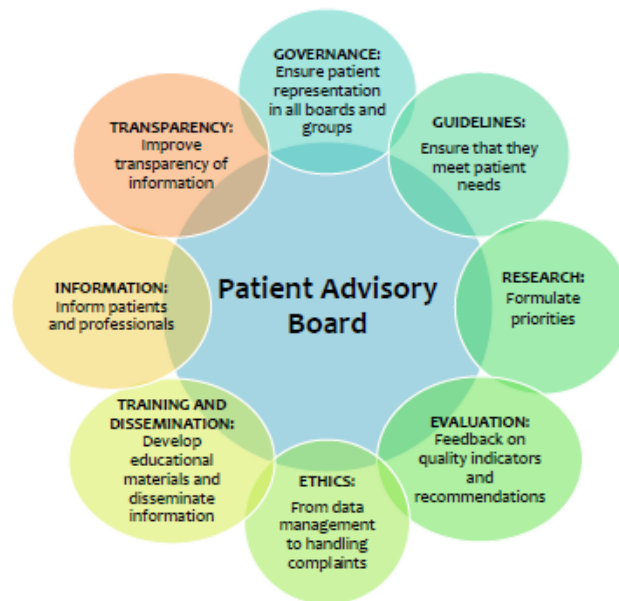 GOVERNANCE:
Ensure patient
representation
in all boards and
groups
GUIDELINES:
Ensure that they
meet patient
needs
RESEARCH:
Formulate
priorities
EVALUATION:
Feedback on
quality indicators
and
recommendations
ETHICS:
From data
management
to handling
complaints
TRAINING AND
DISSEMINATION:
Develop
educational
materials and
disseminate
information
INFORMATION:
Inform patients
and professionals
TRANSPARENCY:
Improve
transparency of
information
Patient Advisory
Board